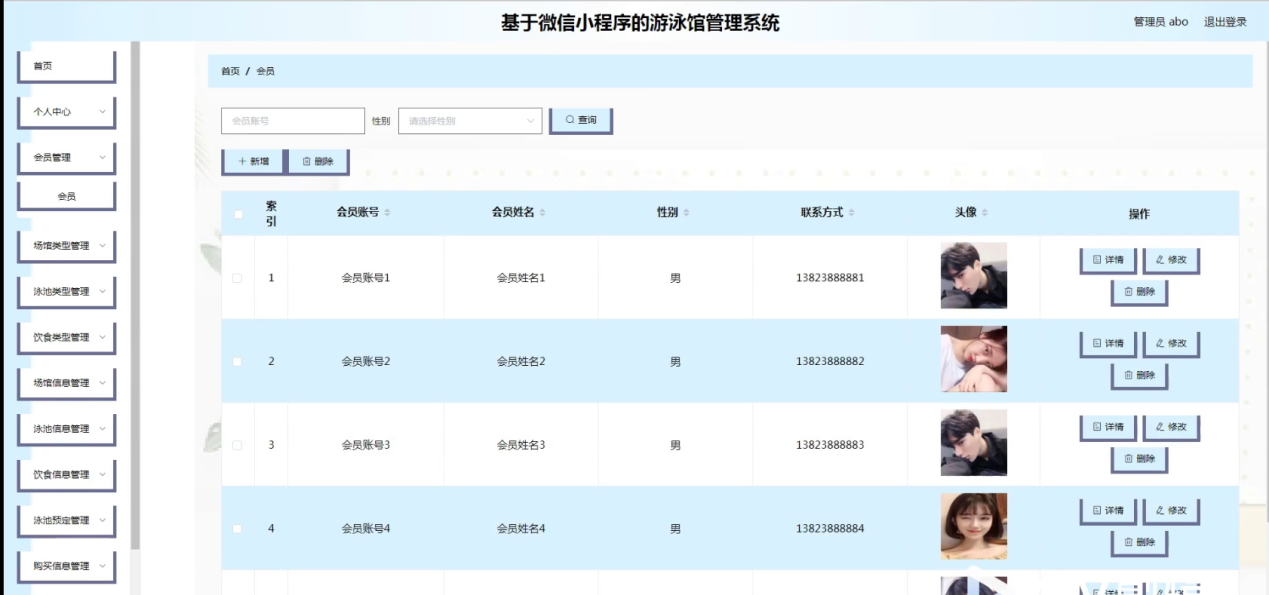 基于微信小程序的游泳馆管理系统
管理员 abo 退出登录
首页
个人中心
会员管理
会员
场馆类型管理
泳池类型管理
饮食类型管理
场馆信息管理
泳池信息管理
饮食信息管理
泳池预定管理
购买信息管理
首页 / 会员
会员账号 性别 请选择性别 查询
新增 删除
索引 会员账号 会员姓名 性别 联系方式 头像 操作
1 会员账号1 会员姓名1 男 13823888881 详情 修改
删除
2 会员账号2 会员姓名2 男 13823888882 详情 修改
删除
3 会员账号3 会员姓名3 男 13823888883 详情 修改
删除
4 会员账号4 会员姓名4 男 13823888884 详情 修改
删除